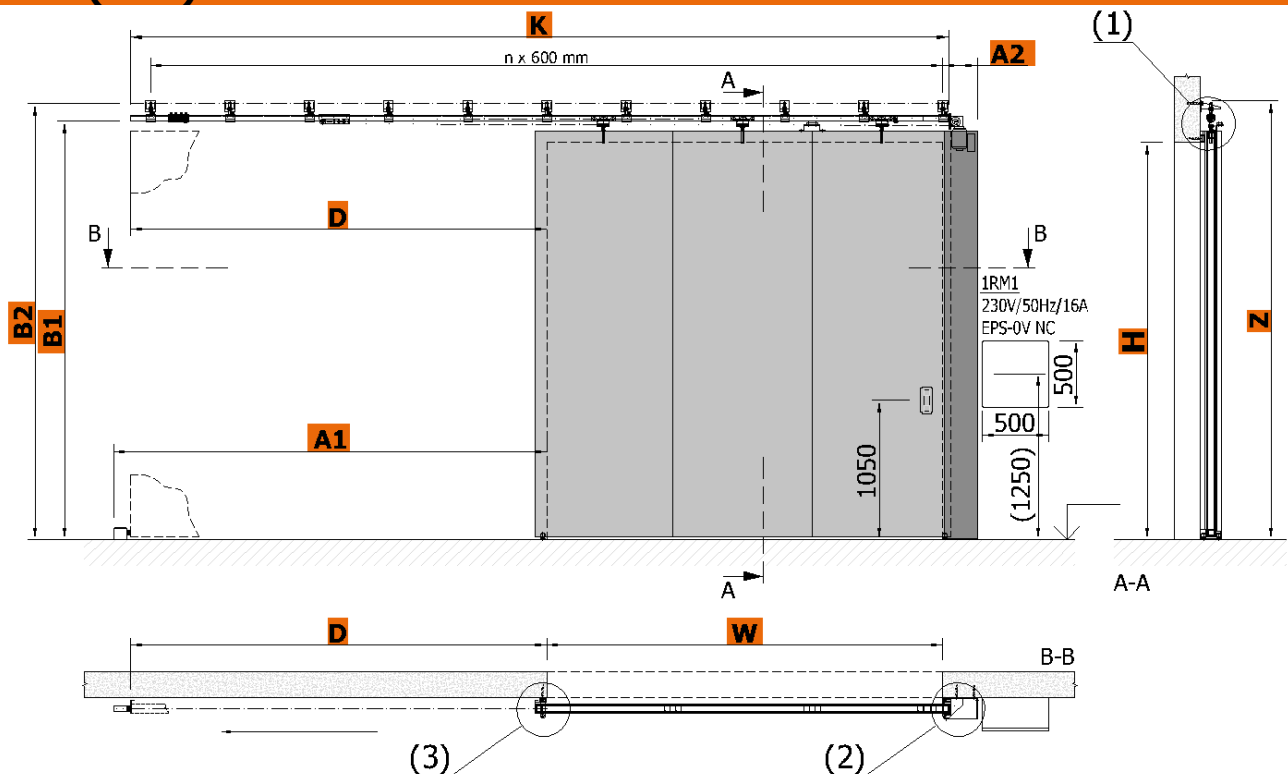 K
(1)
n x 600 mm
A2
A
D
B
B
1RM1
230V/50Hz/16A
EPS-0V NC
B2
B1
H
Z
500
500
A1
1050
(1250)
A
A-A
D
W
B-B
(3)
(2)